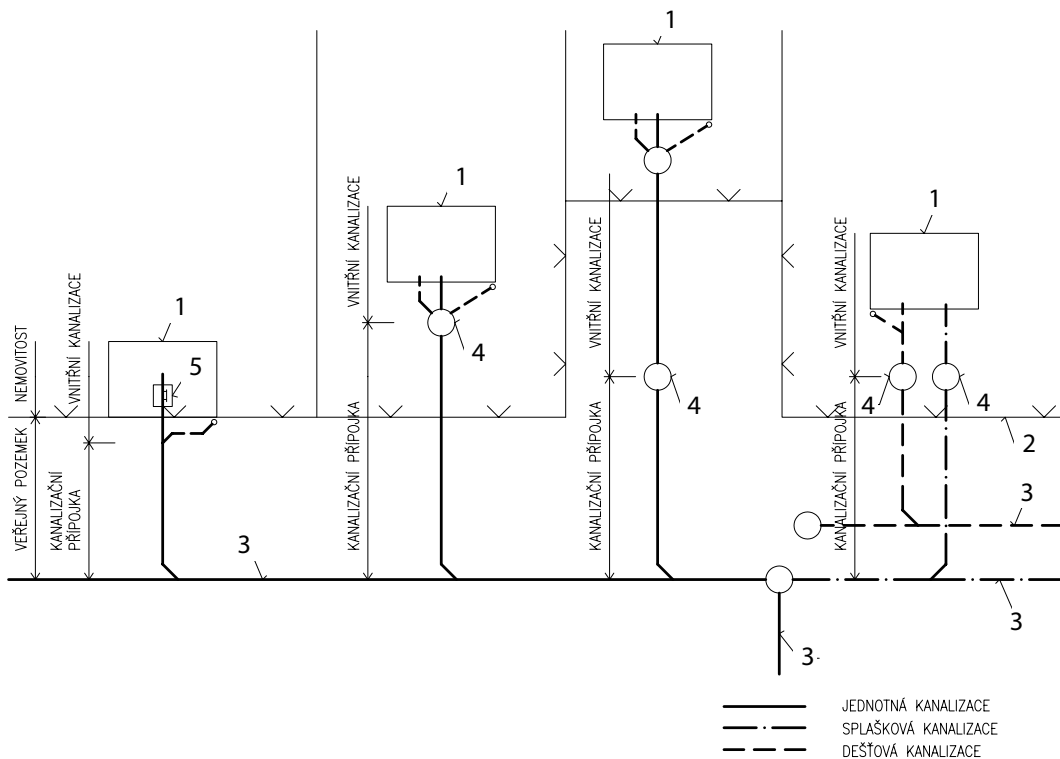 1
1
1
1
VNITŘNÍ KANALIZACE
VNITŘNÍ KANALIZACE
VNITŘNÍ KANALIZACE
NEMOVITOST
VNITŘNÍ KANALIZACE
5
4
4
4
4
2
VEŘEJNÝ POZEMEK
KANALIZAČNÍ
PŘÍPOJKA
KANALIZAČNÍ PŘÍPOJKA
KANALIZAČNÍ PŘÍPOJKA
KANALIZAČNÍ PŘÍPOJKA
3
3
3
3
JEDNOTNÁ KANALIZACE
SPLAŠKOVÁ KANALIZACE
DEŠŤOVÁ KANALIZACE